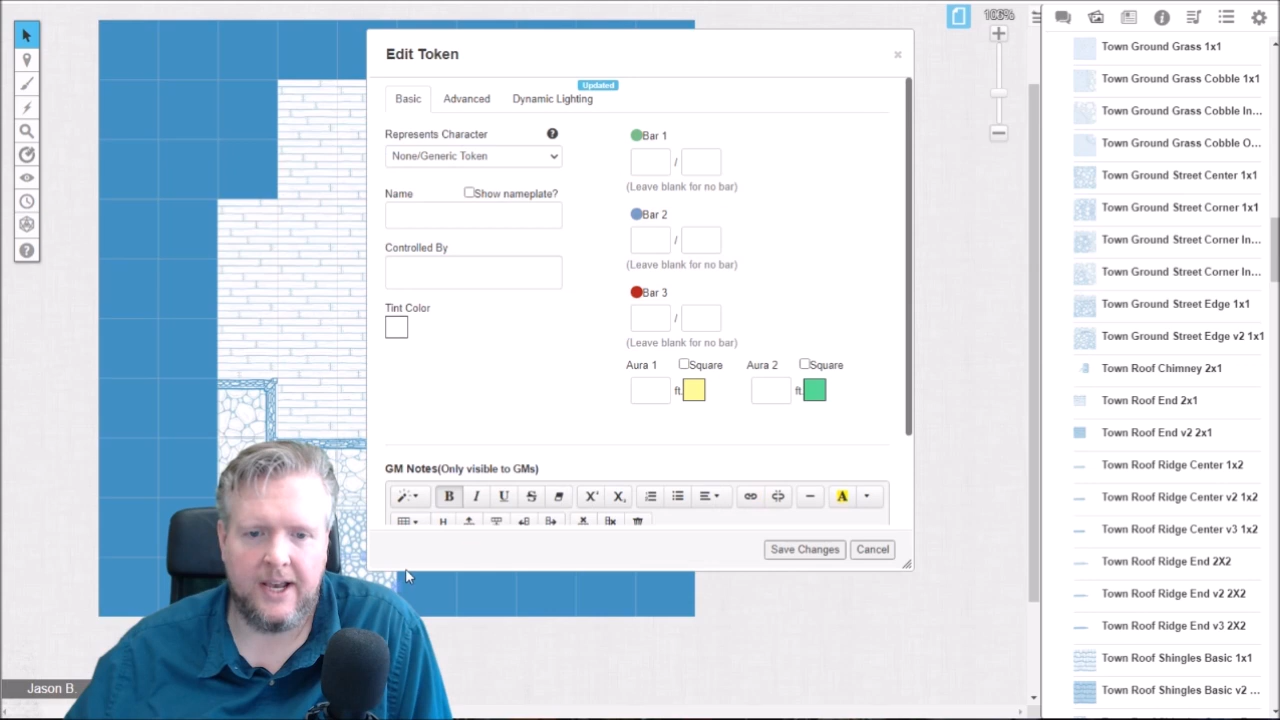 106%
Edit Token
×
Updated
Basic
Advanced
Dynamic Lighting
Represents Character
None/Generic Token
Name
Show nameplate?
Controlled By
Tint Color
Bar 1
/
(Leave blank for no bar)
Bar 2
/
(Leave blank for no bar)
Bar 3
/
(Leave blank for no bar)
Aura 1
Square
Aura 2
Square
ft.
ft.
GM Notes(Only visible to GMs)
B I U S X' X, A
H
Save Changes
Cancel
Jason B.
Town Ground Grass 1x1
Town Ground Grass Cobble 1x1
Town Ground Grass Cobble In...
Town Ground Grass Cobble O...
Town Ground Street Center 1x1
Town Ground Street Corner 1x1
Town Ground Street Corner In...
Town Ground Street Corner In...
Town Ground Street Edge 1x1
Town Ground Street Edge v2 1x1
Town Roof Chimney 2x1
Town Roof End 2x1
Town Roof End v2 2x1
Town Roof Ridge Center 1x2
Town Roof Ridge Center v2 1x2
Town Roof Ridge Center v3 1x2
Town Roof Ridge End 2X2
Town Roof Ridge End v2 2X2
Town Roof Ridge End v3 2X2
Town Roof Shingles Basic 1x1
Town Roof Shingles Basic v2 ...